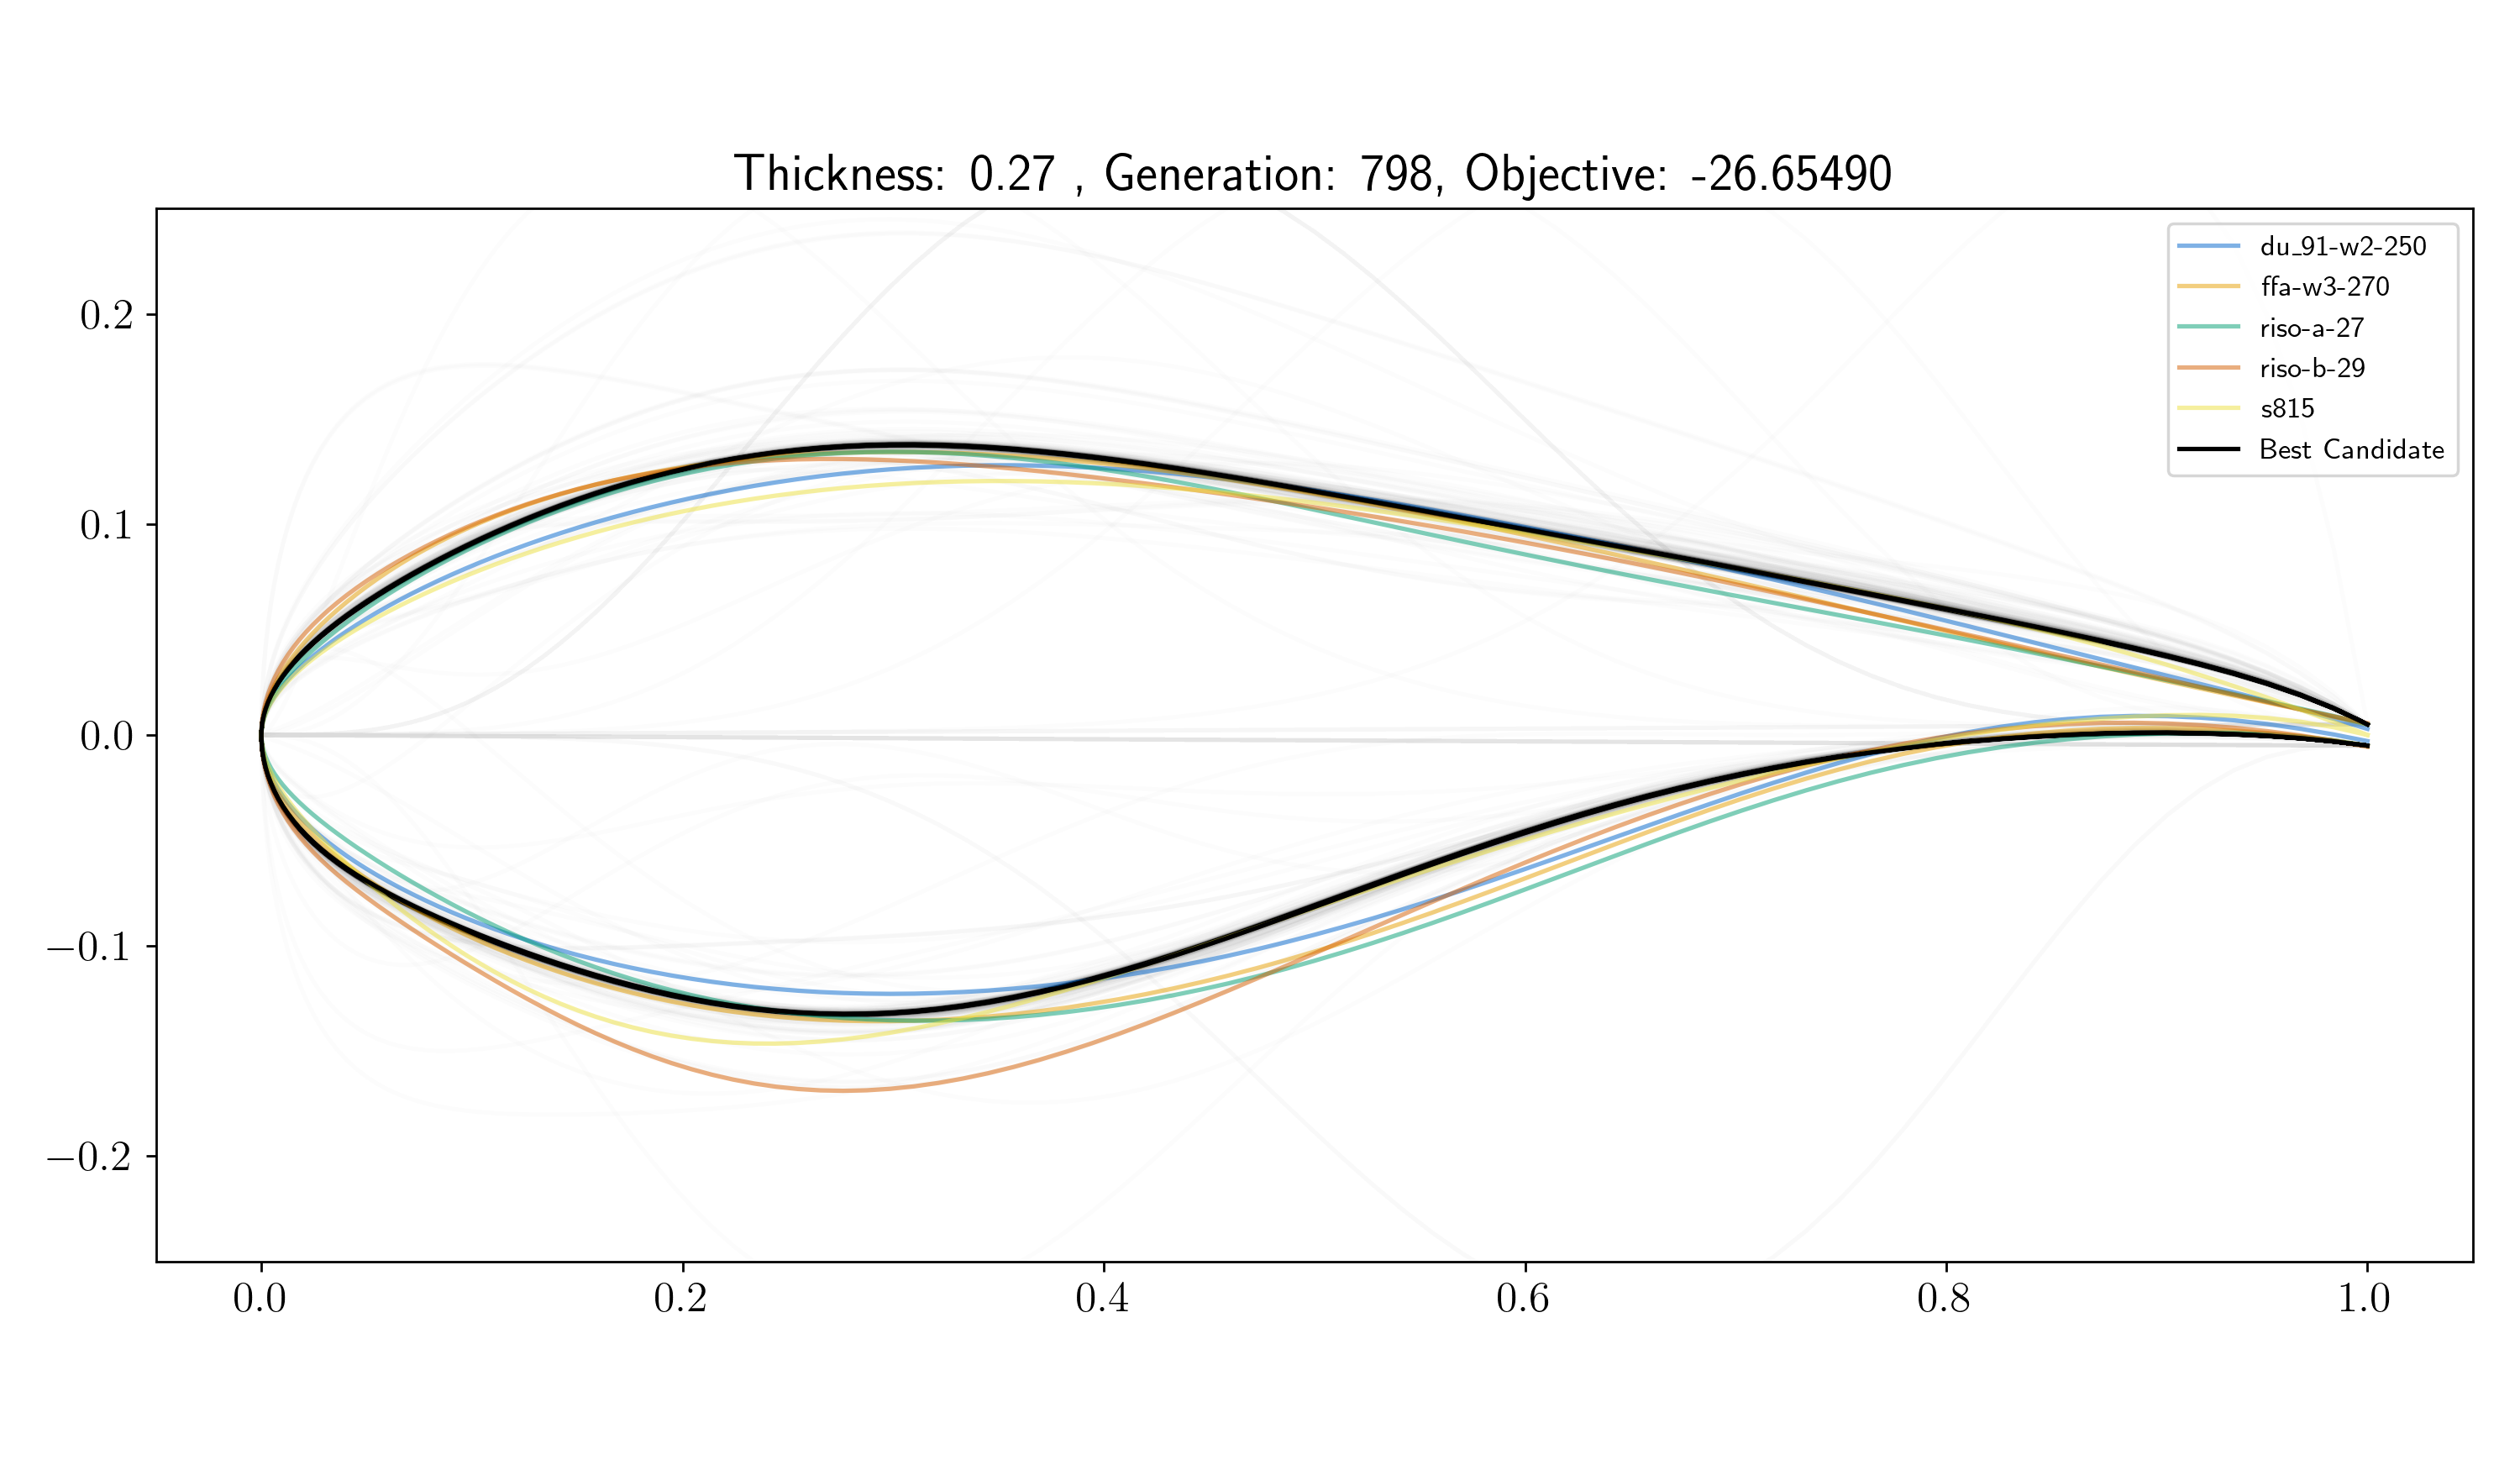 Thickness: 0.27 , Generation: 798, Objective: -26.65490
du_91-w2-250
ffa-w3-270
riso-a-27
riso-b-29
s815
Best Candidate
0.2
0.1
0.0
−0.1
−0.2
0.0 0.2 0.4 0.6 0.8 1.0